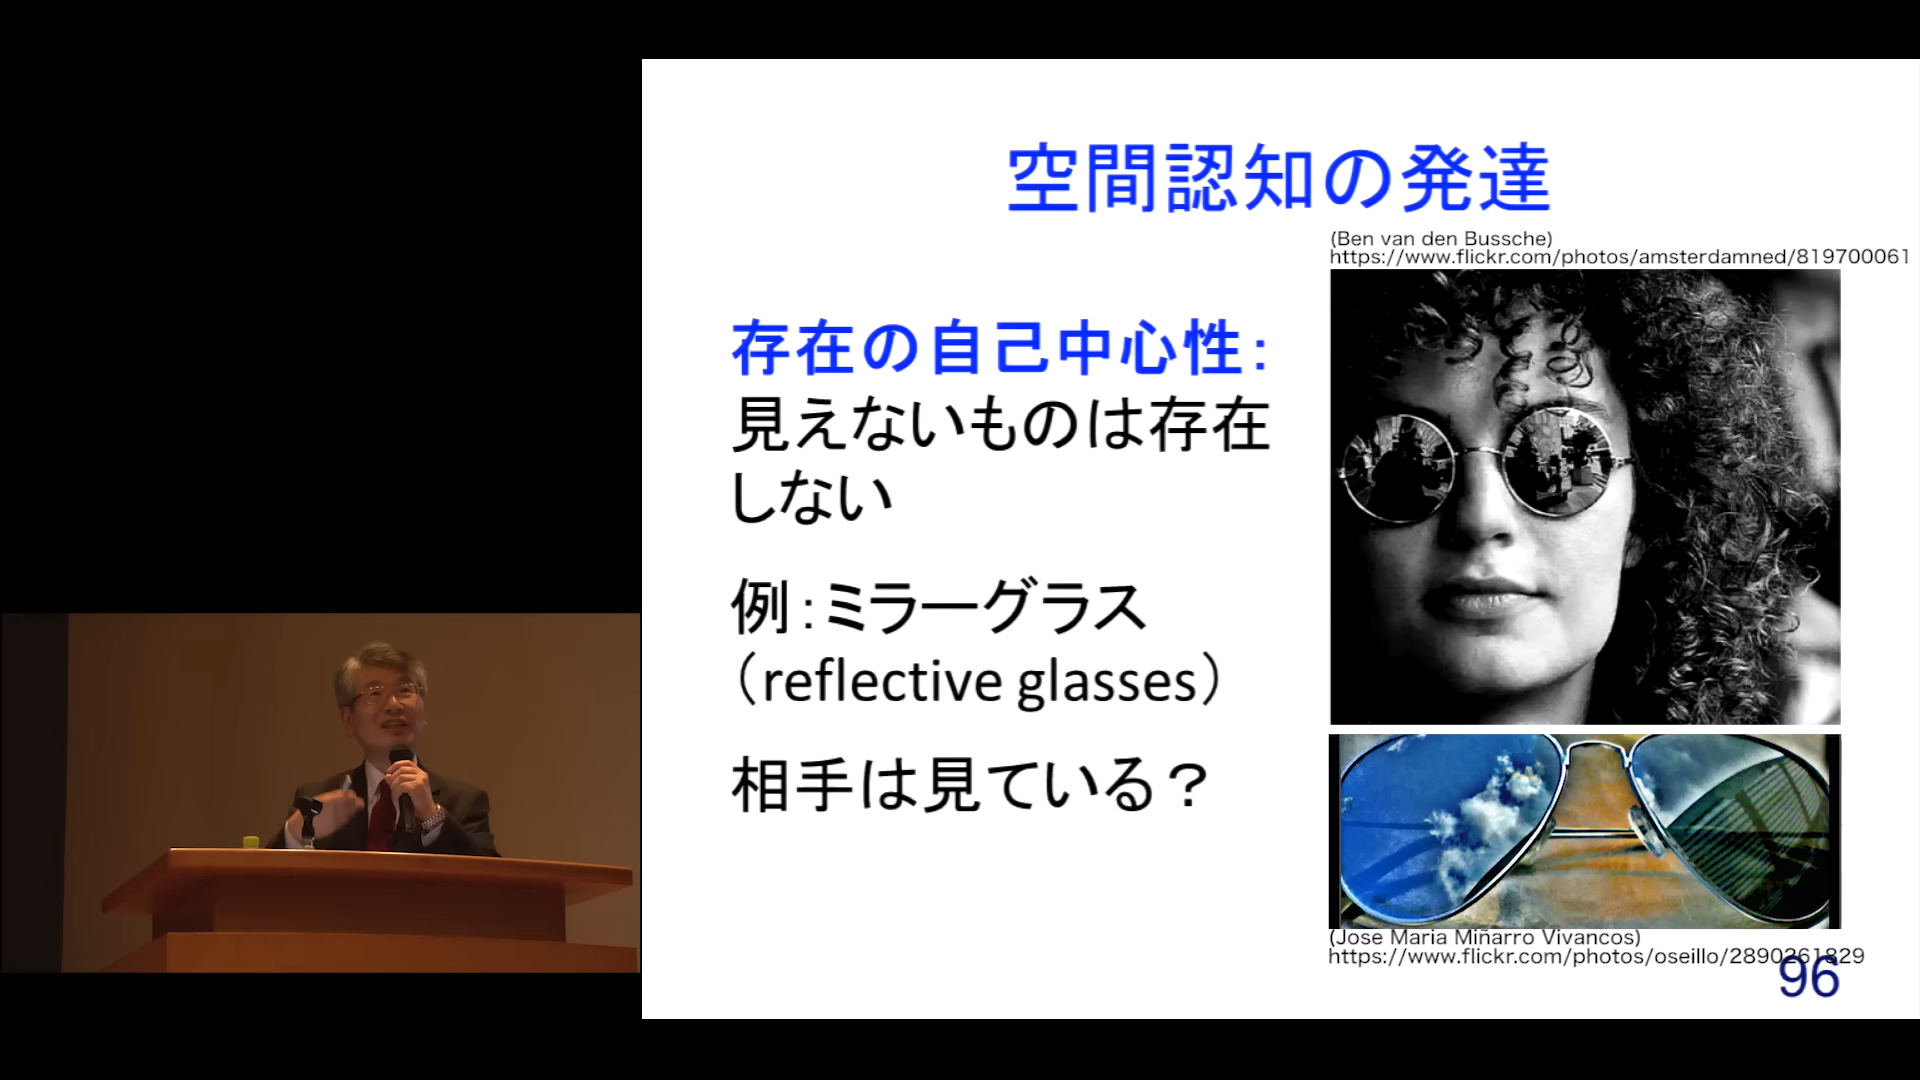 空間認知の発達
(Ben van den Bussche)
https://www.flickr.com/photos/amsterdamned/819700061
存在の自己中心性：
見えないものは存在
しない
例：ミラーグラス
（reflective glasses）
相手は見ている？
(Jose Maria Miñarro Vivancos)
https://www.flickr.com/photos/oseillo/2890261829
96